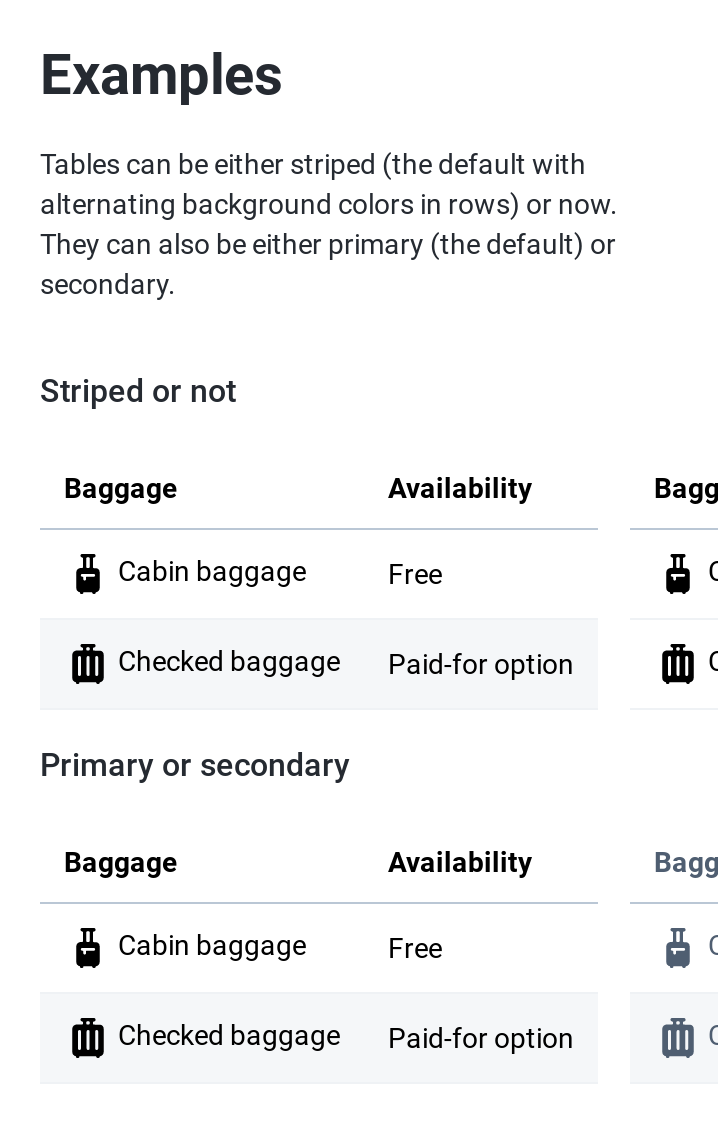 Examples
Tables can be either striped (the default with
alternating background colors in rows) or now.
They can also be either primary (the default) or
secondary.
Striped or not
Baggage Availability Bagg
Cabin baggage Free
Checked baggage Paid-for option
Primary or secondary
Baggage Availability Bagg
Cabin baggage Free
Checked baggage Paid-for option